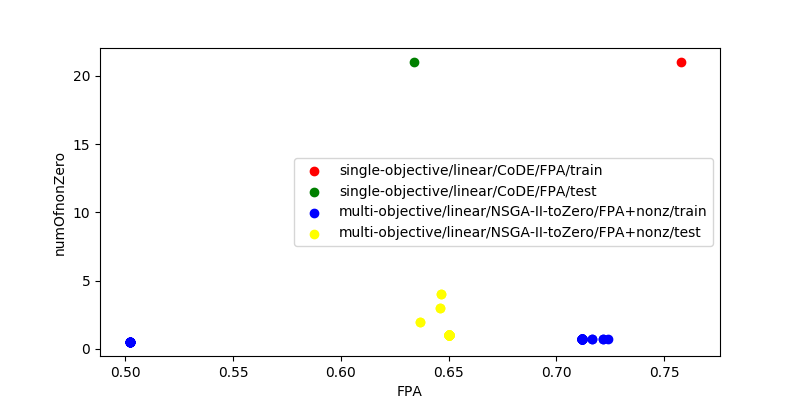 20
15
10
5
0
numOfnonZero
single-objective/linear/CoDE/FPA/train
single-objective/linear/CoDE/FPA/test
multi-objective/linear/NSGA-II-toZero/FPA+nonz/train
multi-objective/linear/NSGA-II-toZero/FPA+nonz/test
0.50 0.55 0.60 0.65 0.70 0.75
FPA